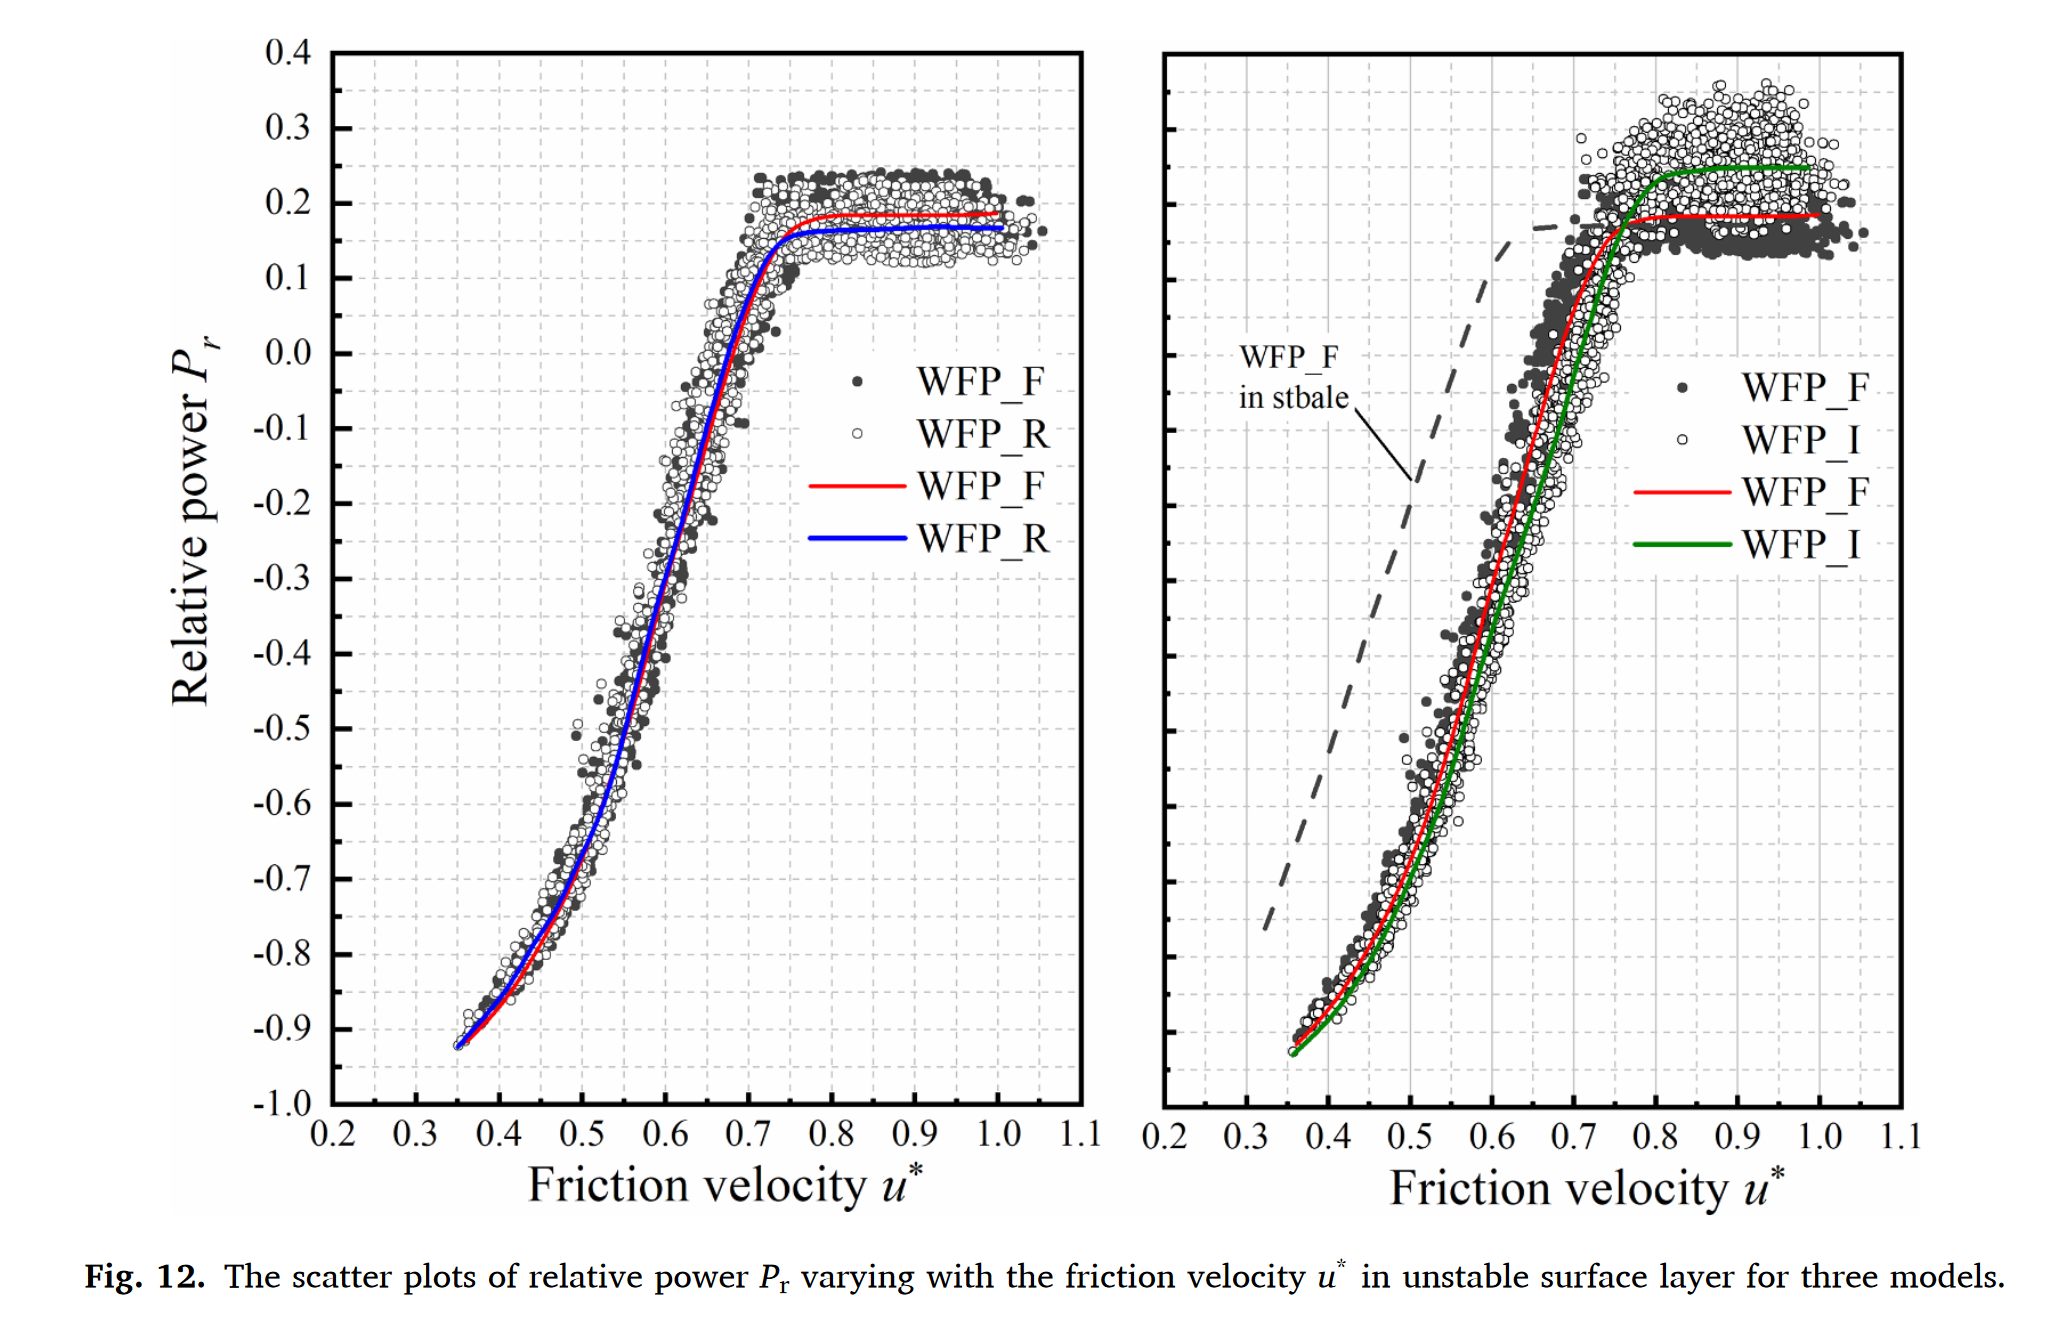 0.4
0.3
0.2
0.1
0.0
-0.1
-0.2
-0.3
-0.4
-0.5
-0.6
-0.7
-0.8
-0.9
-1.0
Relative power Pr
0.2 0.3 0.4 0.5 0.6 0.7 0.8 0.9 1.0 1.1
Friction velocity u*
WFP_F
WFP_R
WFP_F
WFP_R
WFP_F
in stbale
WFP_F
WFP_I
WFP_F
WFP_I
0.2 0.3 0.4 0.5 0.6 0.7 0.8 0.9 1.0 1.1
Friction velocity u*
Fig. 12. The scatter plots of relative power Pr varying with the friction velocity u* in unstable surface layer for three models.